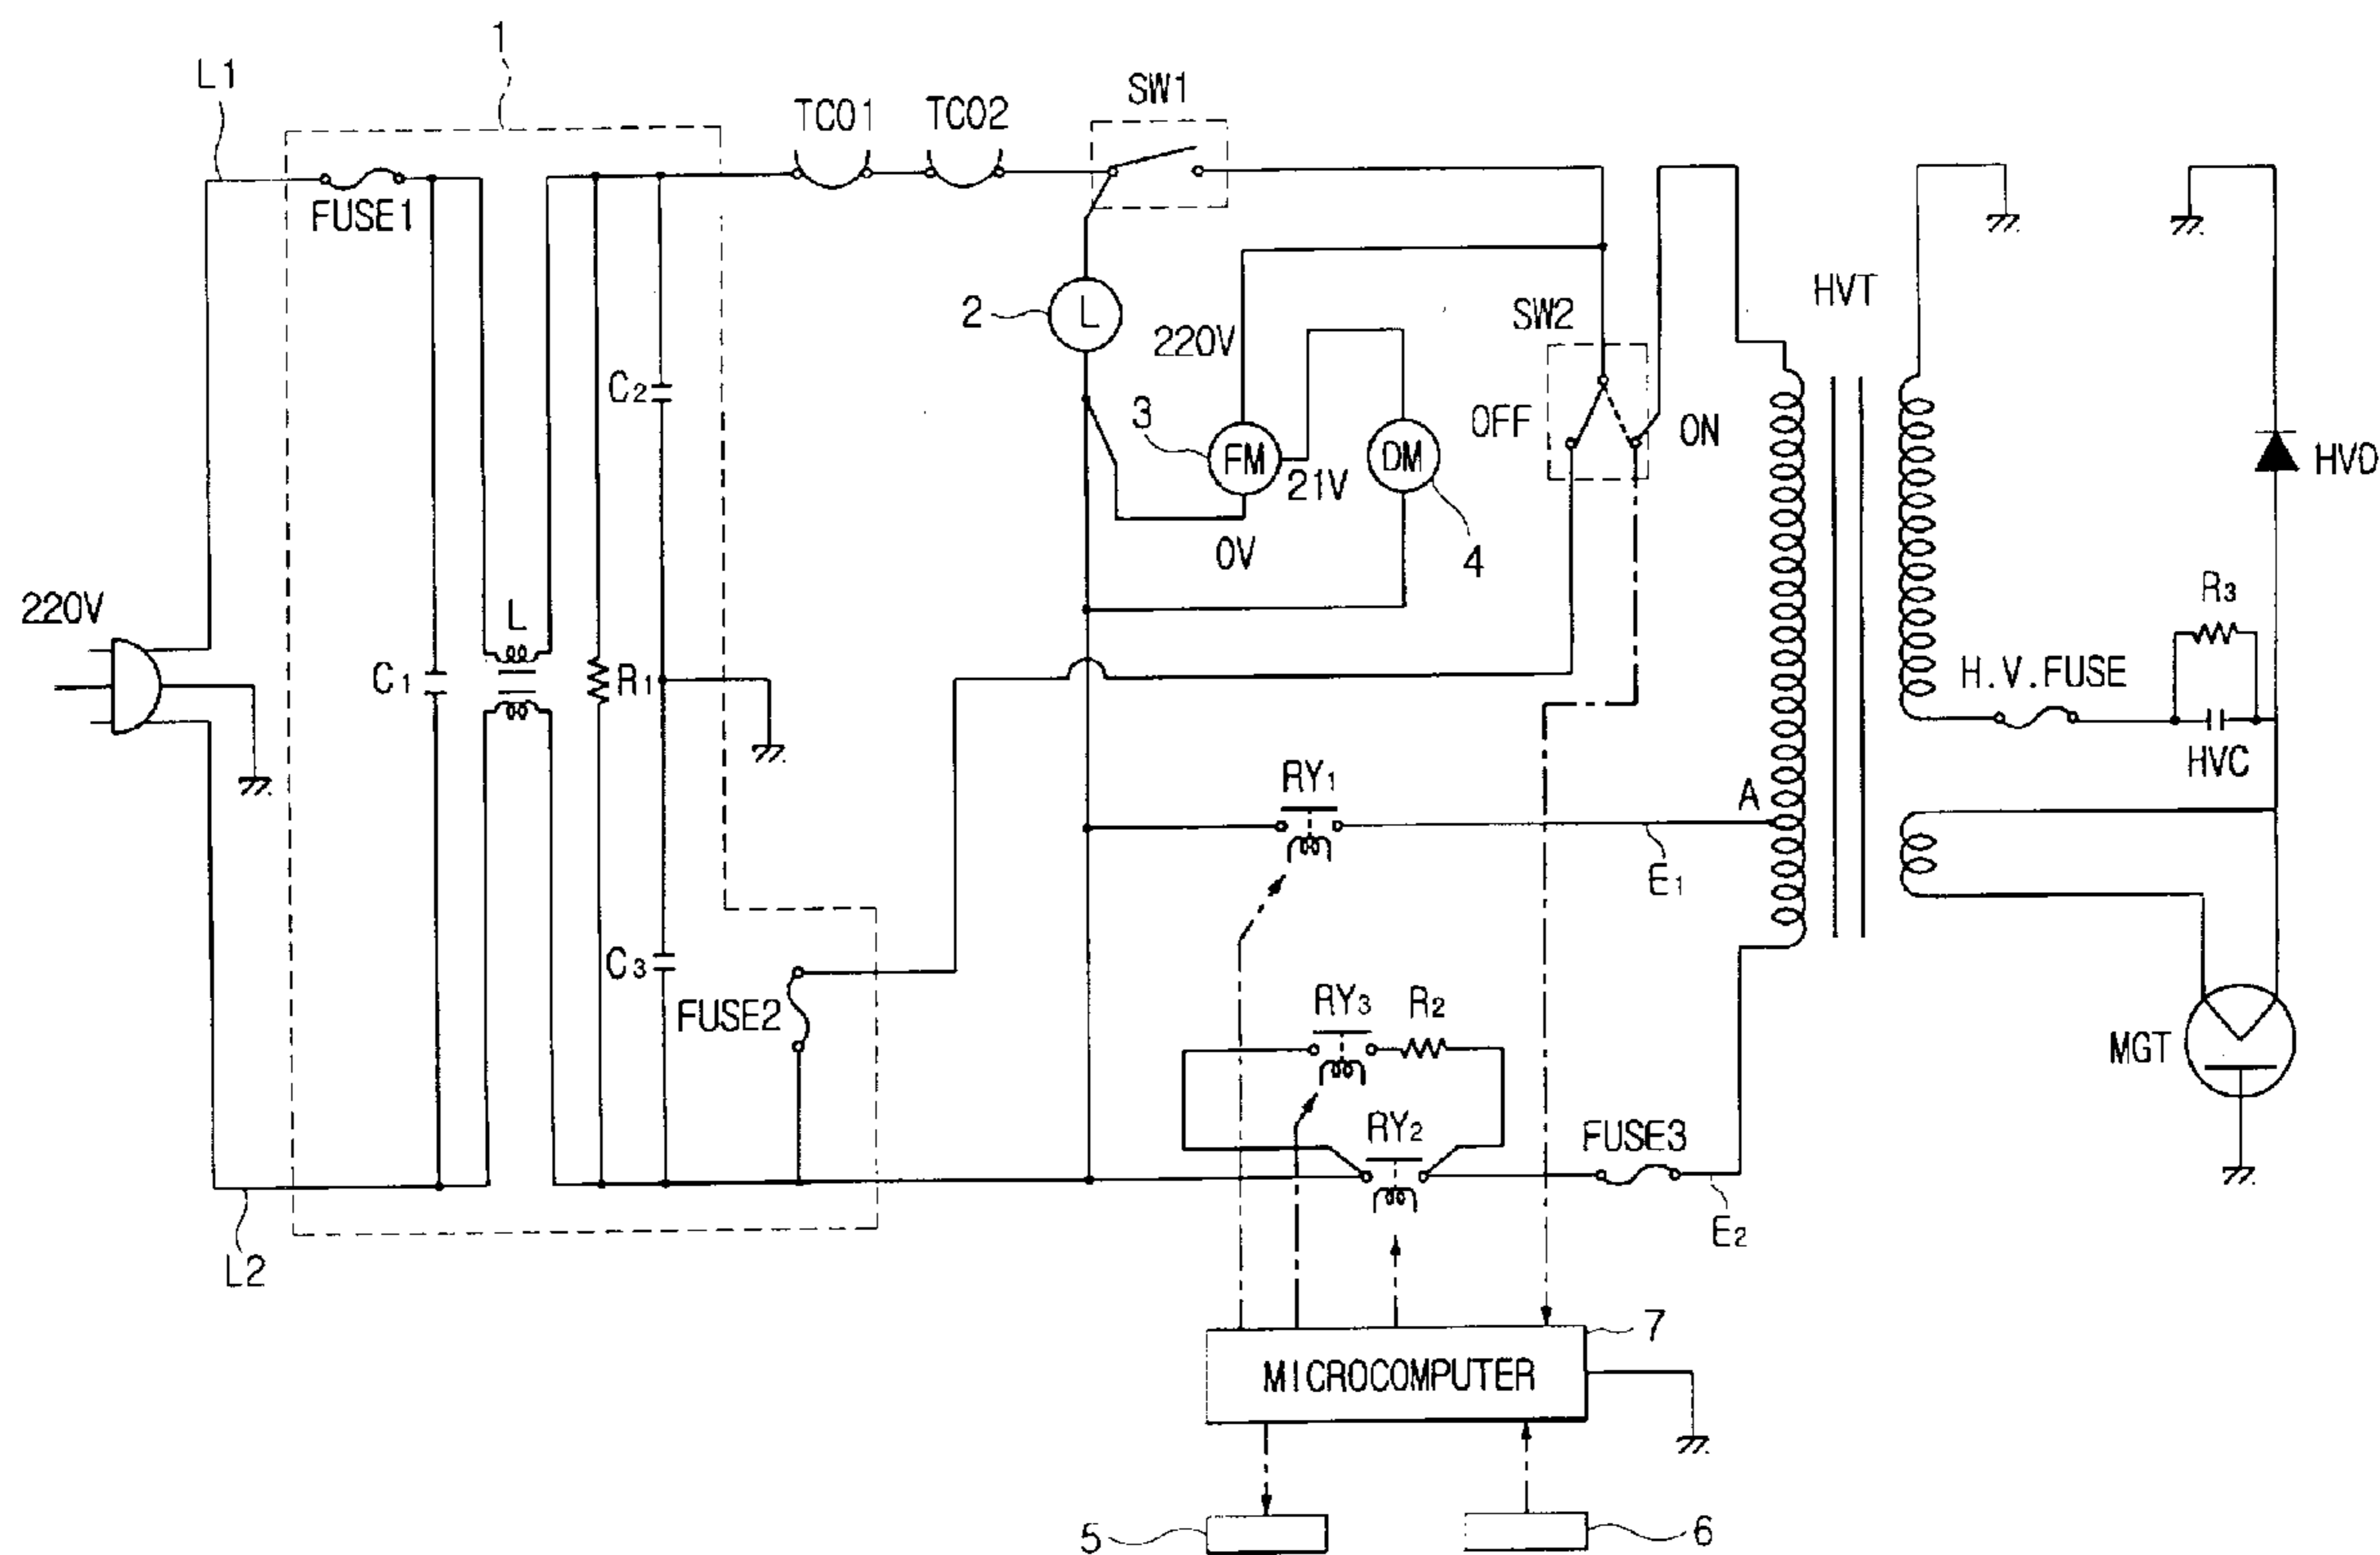 1
L1
TCO1
TCO2
SW1
FUSE1
2
L
HVT
SW2
220V
C2
3
OFF
ON
FM
DM
HVD
21V
0V
4
220V
L
R3
C1
R1
H.V.FUSE
HVC
RY1
A
E1
C3
FUSE2
RY3
R2
MGT
RY2
FUSE3
E2
L2
7
MICROCOMPUTER
5
6